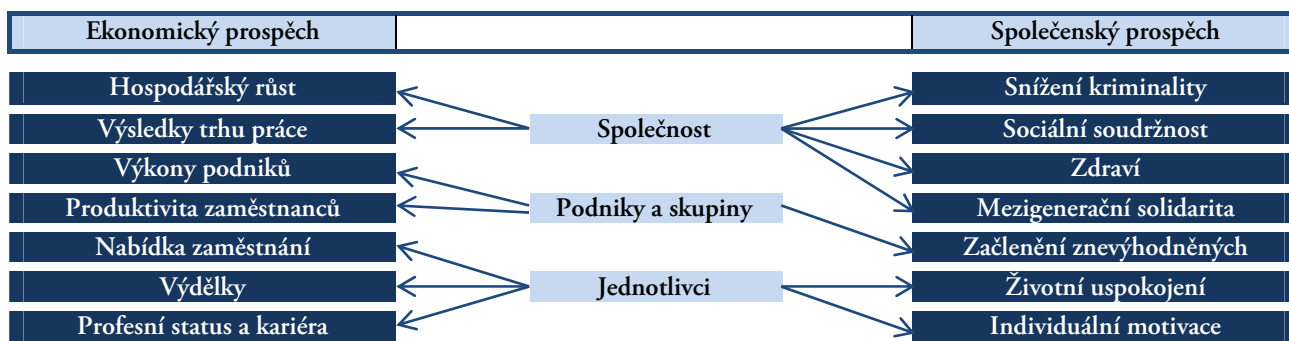 Ekonomický prospěch
Společenský prospěch
Hospodářský růst
Snížení kriminality
Výsledky trhu práce
Společnost
Sociální soudržnost
Výkony podniků
Zdraví
Produktivita zaměstnanců
Podniky a skupiny
Mezigenerační solidarita
Nabídka zaměstnání
Začlenění znevýhodněných
Výdělky
Jednotlivci
Životní uspokojení
Profesní status a kariéra
Individuální motivace